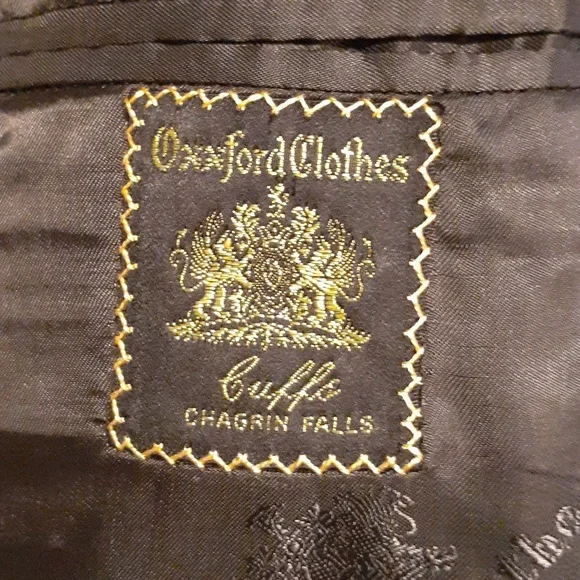 Oxxford Clothes
Cuffs
CHAGRIN FALLS